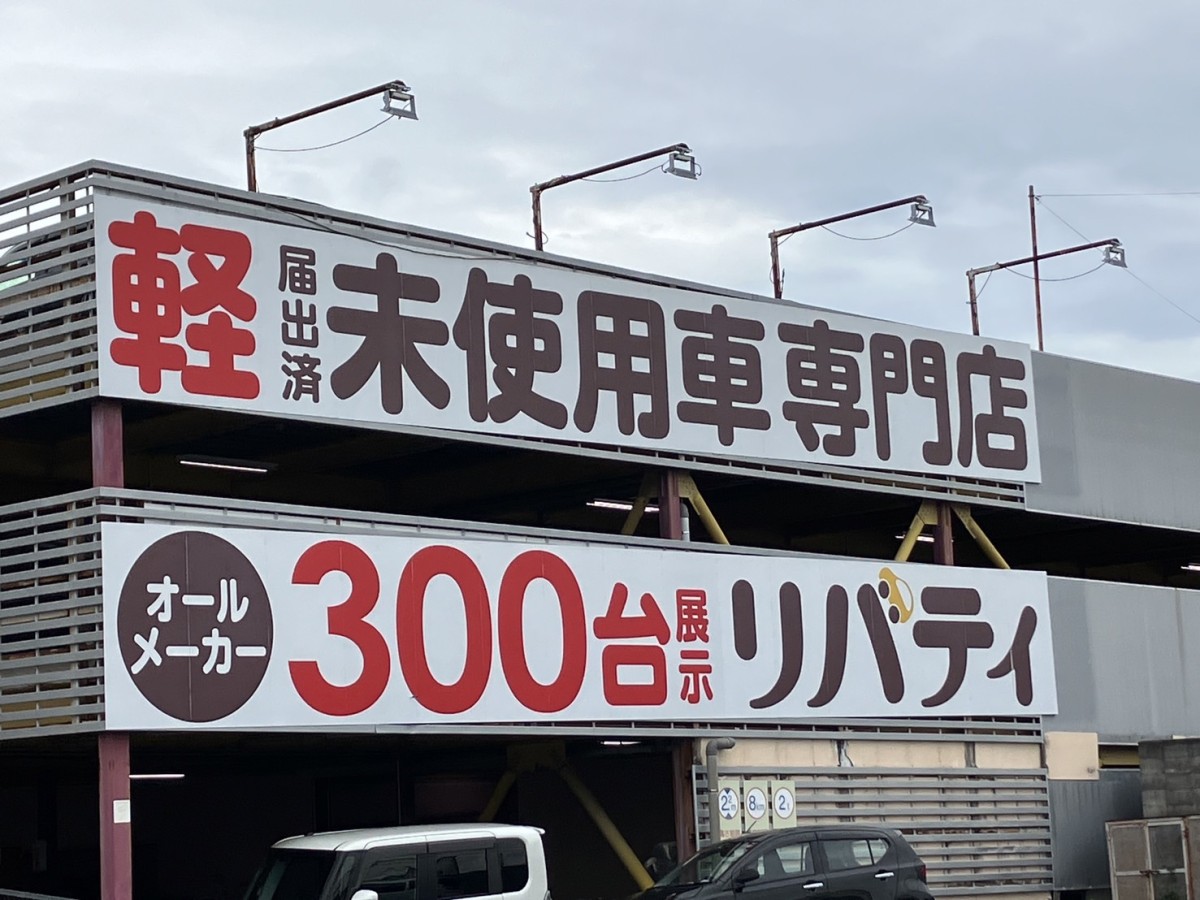 軽 届出済 未使用車専門店
オール
メーカー
300台 展示 リバティ